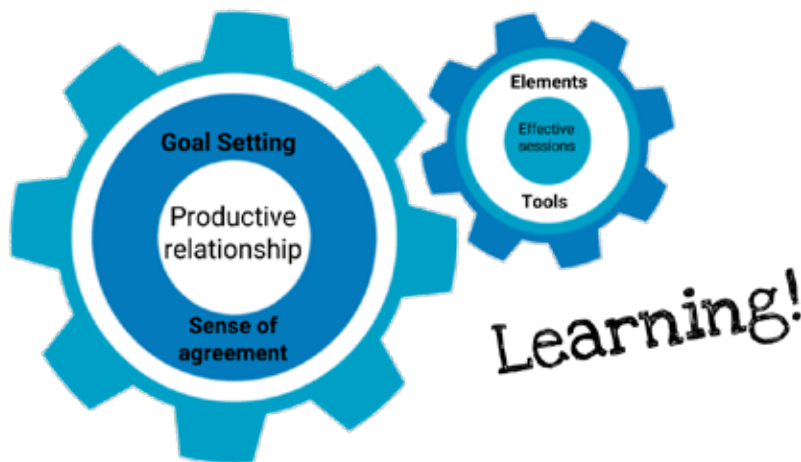 Goal Setting
Productive
relationship
Sense of
agreement
Elements
Effective
sessions
Tools
Learning!